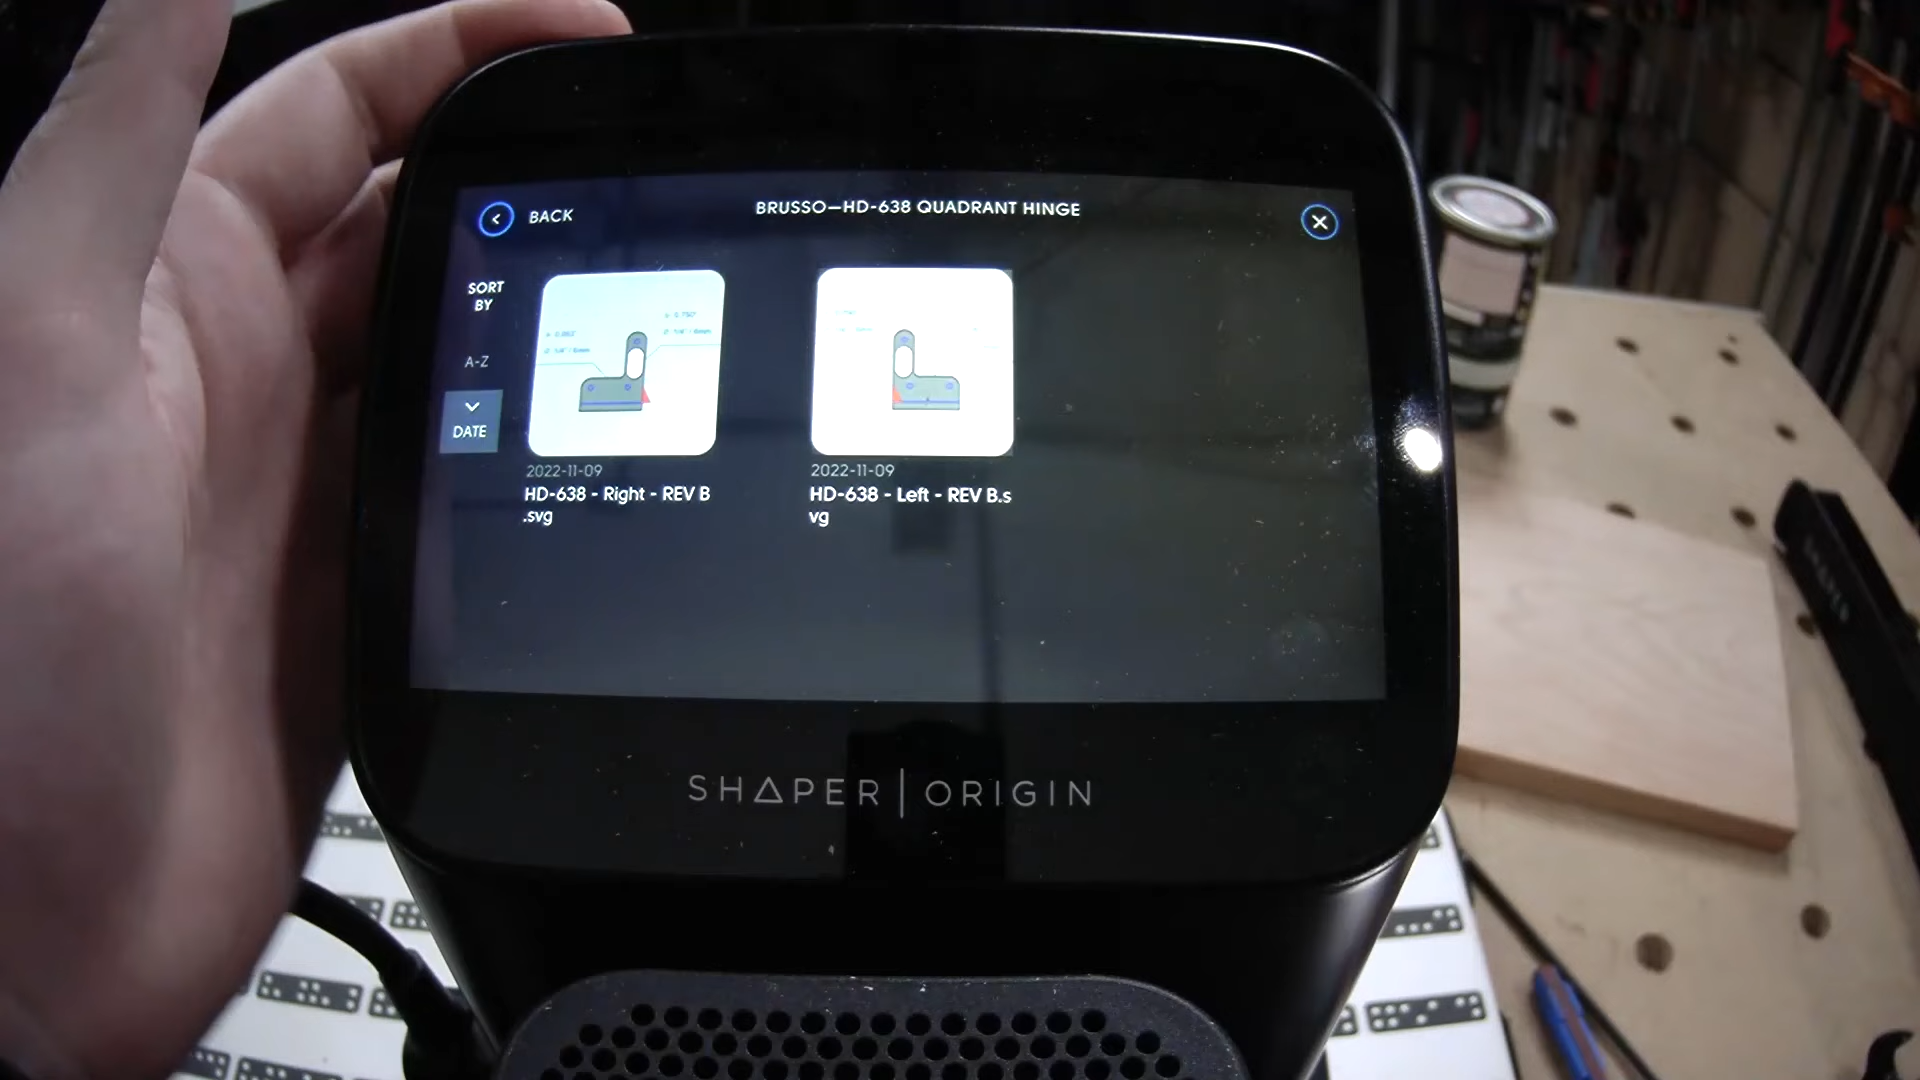 BACK
BRUSSO—HD-638 QUADRANT HINGE
SORT
BY
A-Z
DATE
2022-11-09
HD-638 - Right - REV B
.svg
2022-11-09
HD-638 - Left - REV B.s
vg
SHAPER | ORIGIN